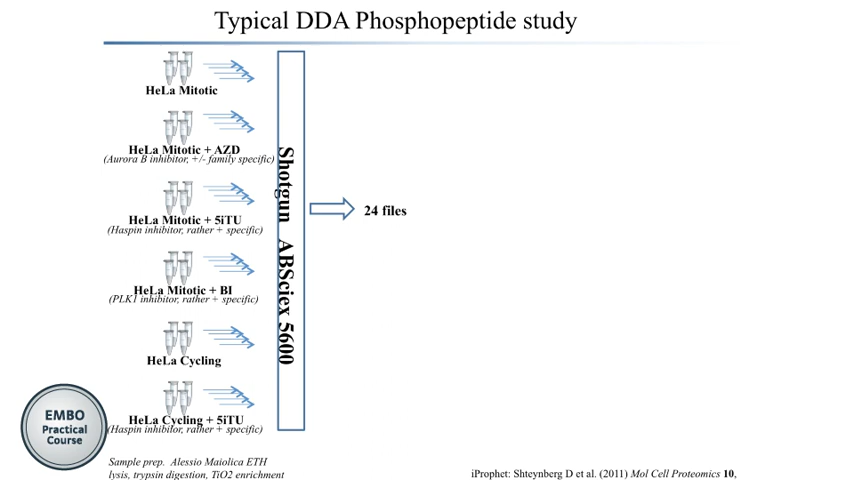 Typical DDA Phosphopeptide study
HeLa Mitotic
HeLa Mitotic + AZD
(Aurora B inhibitor, +/- family specific)
HeLa Mitotic + 5iTU
(Haspin inhibitor, rather + specific)
HeLa Mitotic + BI
(PLK1 inhibitor, rather + specific)
HeLa Cycling
HeLa Cycling + 5iTU
(Haspin inhibitor, rather + specific)
Shotgun ABSciex 5600
24 files
EMBO
Practical
Course
Sample prep. Alessio Maiolica ETH
lysis, trypsin digestion, TiO2 enrichment
iProphet: Shteynberg D et al. (2011) Mol Cell Proteomics 10,